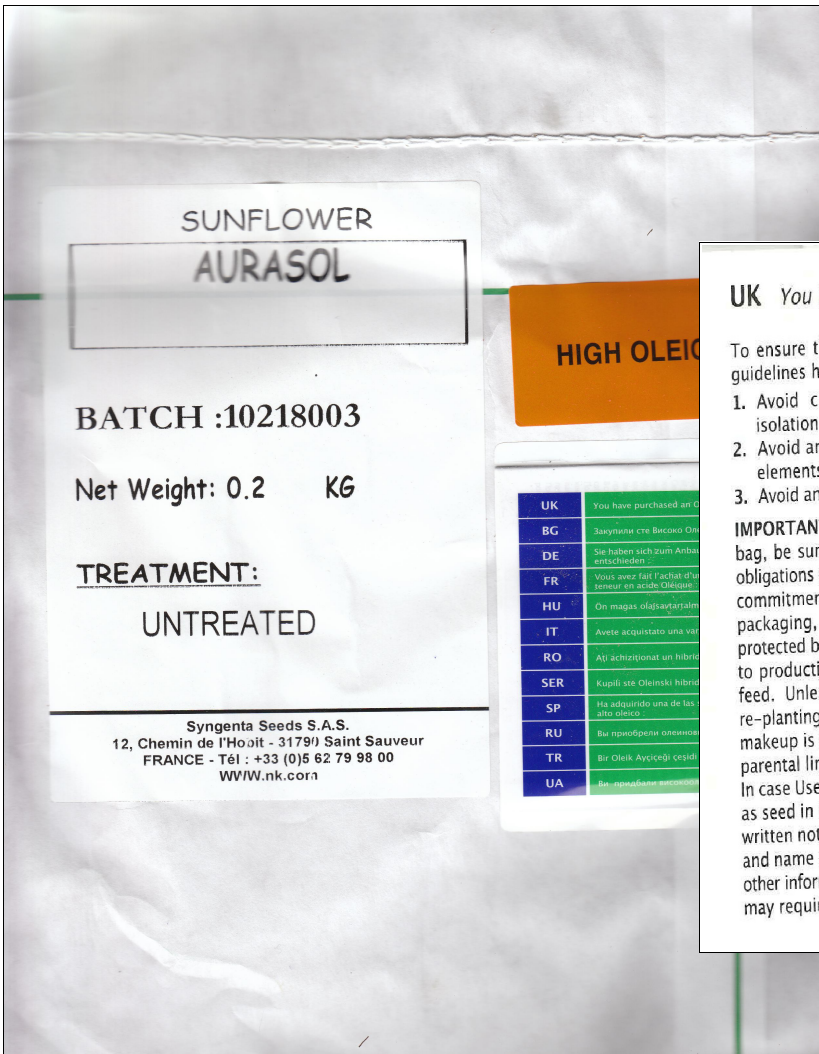 SUNFLOWER
AURASOL
BATCH :10218003
Net Weight: 0.2 KG
TREATMENT:
UNTREATED
Syngenta Seeds S.A.S.
12, Chemin de l'Hobit - 31790 Saint Sauveur
FRANCE - Tél : +33 (0)5 62 79 98 00
WWW.nk.com
HIGH OLEIC
UK You have purchased an O
BG Закупили сте Високо Оле
DE Sie haben sich zum Anbau
entschieden :
FR Vous avez fait l'achat d'un
teneur en acide Oléique
HU On magas olajsavtartalm
IT Avete acquistato una var
RO Aţi achiziţionat un hibrid
SER Kupili ste Oleinski hibrid
SP Ha adquirido una de las
alto oleico :
RU Вы приобрели олеинов
TR Bir Oleik Ayçiçeği çeşidi
UA Ви придбали високоол
UK You
To ensure t
guidelines h
1. Avoid c
isolation
2. Avoid an
elements
3. Avoid an
IMPORTAN
bag, be sur
obligations
commitmen
packaging,
protected b
to producti
feed. Unle
re-planting
makeup is
parental lin
In case Use
as seed in
written not
and name
other infor
may requir